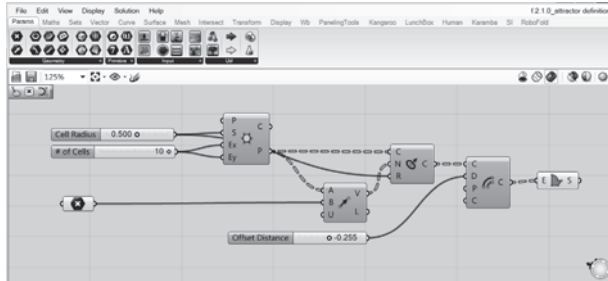 File Edit View Display Solution Help
f.2.1.0_attractor definition
Params Maths Sets Vector Curve Surface Mesh Intersect Transform Display Wb PanelingTools Kangaroo LunchBox Human Karamba SI RoboFold
Geometry Primitive Input Util
125%
Cell Radius 0.500
# of Cells 10
P
S
Ex
Ey
C
P
A
B
U
V
L
C
N
R
C
C
D
P
C
C
E S
Offset Distance -0.255